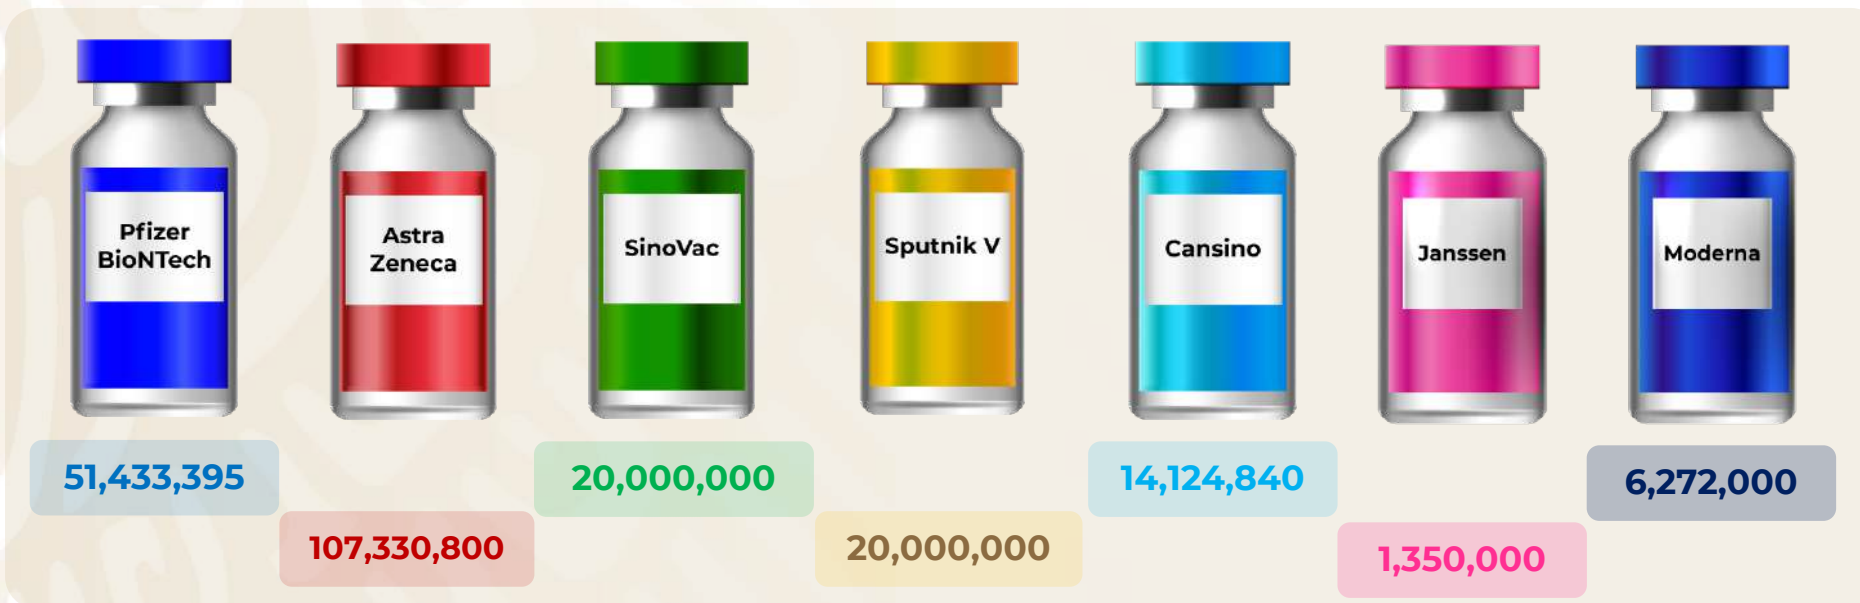 Pfizer
BioNTech
Astra
Zeneca
SinoVac
Sputnik V
Cansino
Janssen
Moderna
51,433,395
107,330,800
20,000,000
20,000,000
14,124,840
1,350,000
6,272,000